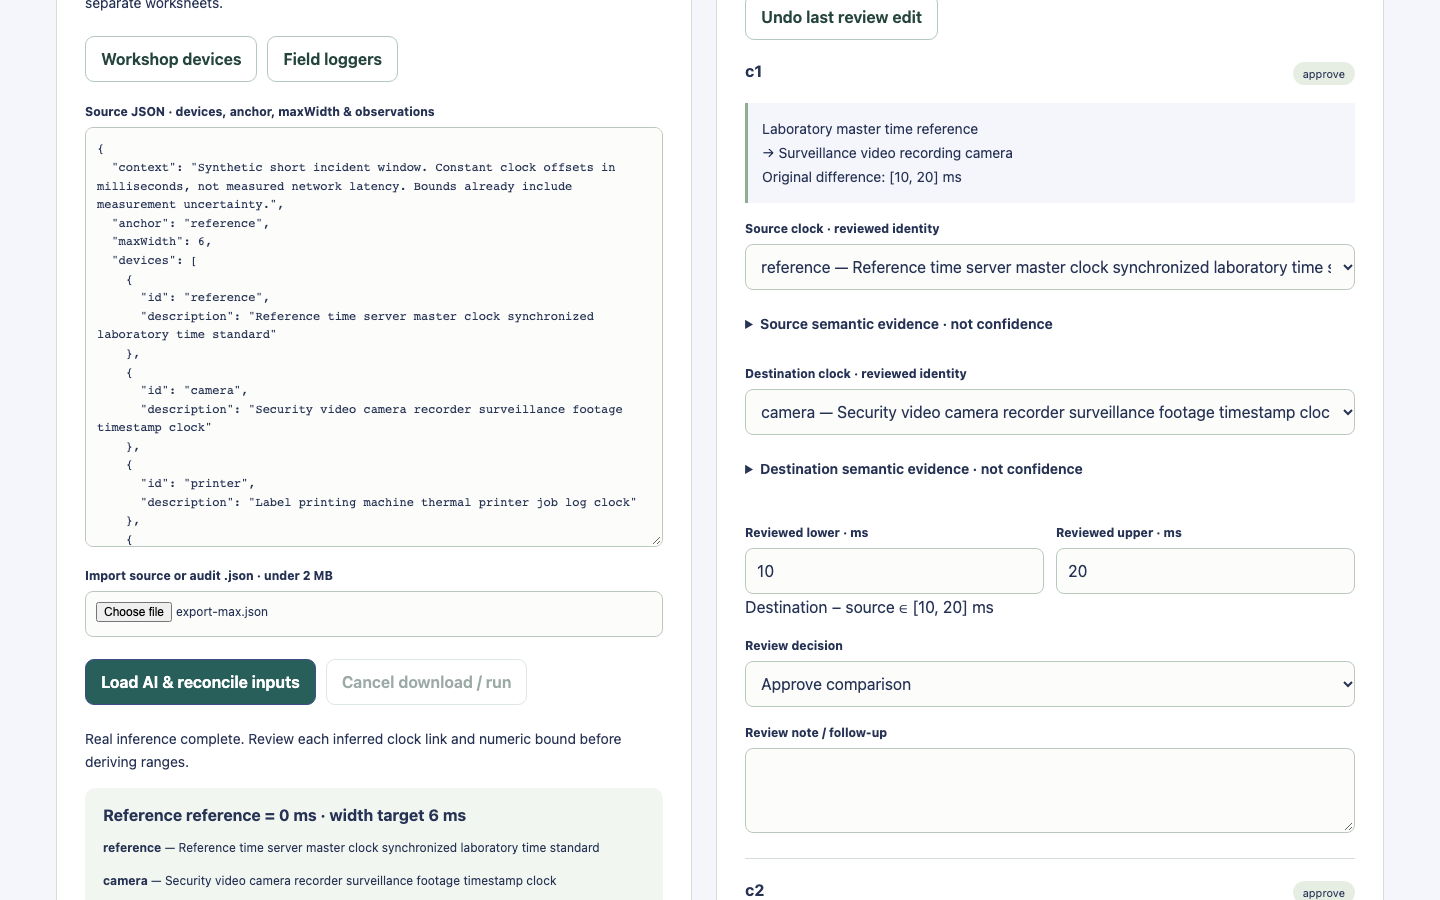 separate worksheets.
Workshop devices
Field loggers
Source JSON · devices, anchor, maxWidth & observations
{
"context": "Synthetic short incident window. Constant clock offsets in
milliseconds, not measured network latency. Bounds already include
measurement uncertainty.",
"anchor": "reference",
"maxWidth": 6,
"devices": [
{
"id": "reference",
"description": "Reference time server master clock synchronized
laboratory time standard"
},
{
"id": "camera",
"description": "Security video camera recorder surveillance footage
timestamp clock"
},
{
"id": "printer",
"description": "Label printing machine thermal printer job log clock"
},
{
Import source or audit .json · under 2 MB
Choose file export-max.json
Load AI & reconcile inputs
Cancel download / run
Real inference complete. Review each inferred clock link and numeric bound before
deriving ranges.
Reference reference = 0 ms · width target 6 ms
reference — Reference time server master clock synchronized laboratory time standard
camera — Security video camera recorder surveillance footage timestamp clock
Undo last review edit
c1
approve
Laboratory master time reference
→ Surveillance video recording camera
Original difference: [10, 20] ms
Source clock · reviewed identity
reference — Reference time server master clock synchronized laboratory time s
▶ Source semantic evidence · not confidence
Destination clock · reviewed identity
camera — Security video camera recorder surveillance footage timestamp cloc
▶ Destination semantic evidence · not confidence
Reviewed lower · ms
Reviewed upper · ms
10
20
Destination − source ∈ [10, 20] ms
Review decision
Approve comparison
Review note / follow-up
c2
approve